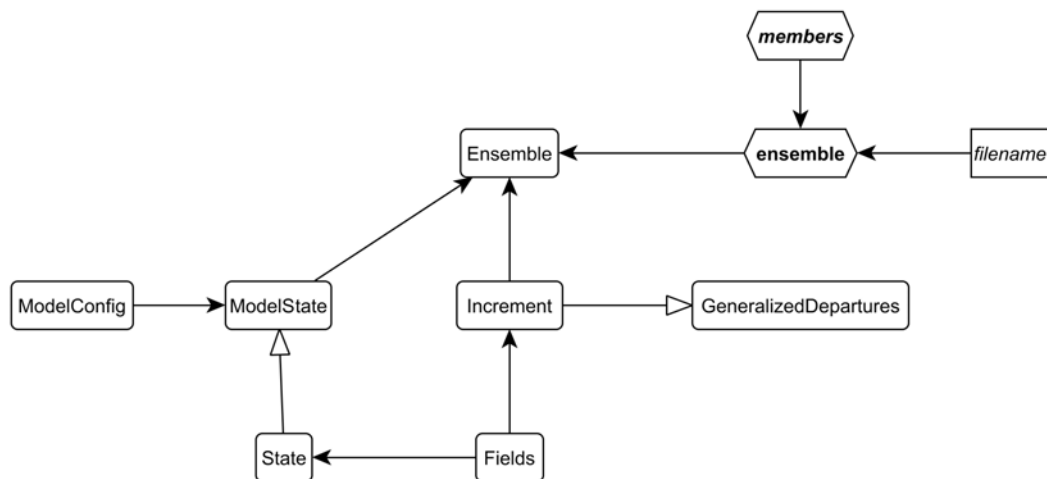 members
Ensemble
ensemble
filename
ModelConfig
ModelState
Increment
GeneralizedDepartures
State
Fields